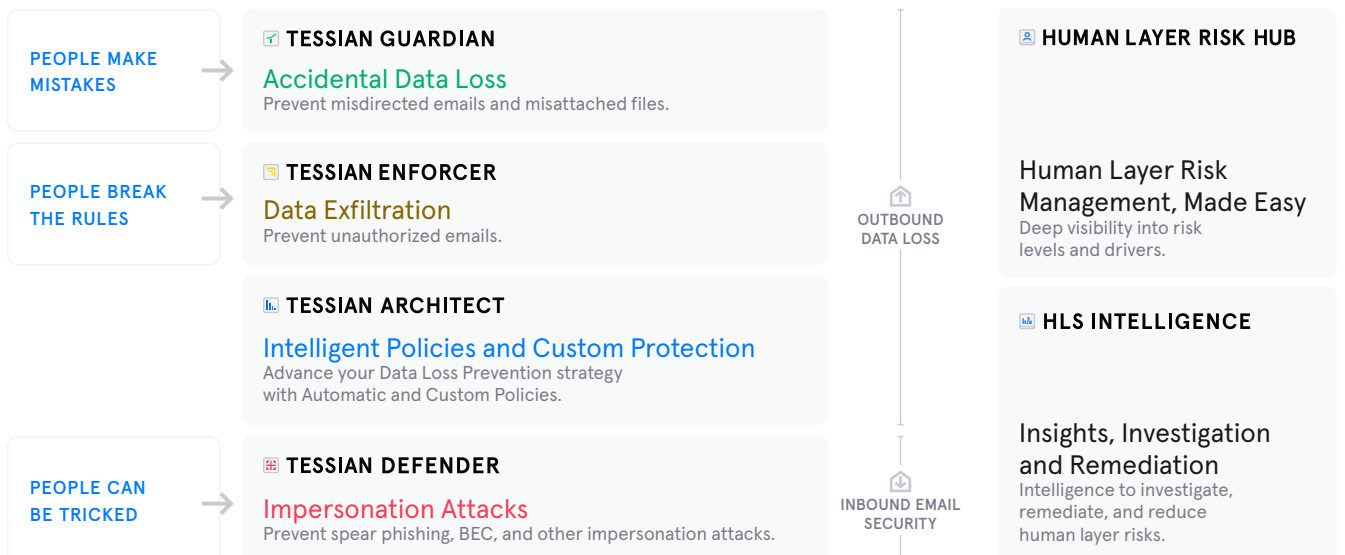 PEOPLE MAKE
MISTAKES
TESSIAN GUARDIAN
Accidental Data Loss
Prevent misdirected emails and misattached files.
PEOPLE BREAK
THE RULES
TESSIAN ENFORCER
Data Exfiltration
Prevent unauthorized emails.
TESSIAN ARCHITECT
Intelligent Policies and Custom Protection
Advance your Data Loss Prevention strategy
with Automatic and Custom Policies.
PEOPLE CAN
BE TRICKED
TESSIAN DEFENDER
Impersonation Attacks
Prevent spear phishing, BEC, and other impersonation attacks.
OUTBOUND
DATA LOSS
INBOUND EMAIL
SECURITY
HUMAN LAYER RISK HUB
Human Layer Risk
Management, Made Easy
Deep visibility into risk
levels and drivers.
HLS INTELLIGENCE
Insights, Investigation
and Remediation
Intelligence to investigate,
remediate, and reduce
human layer risks.